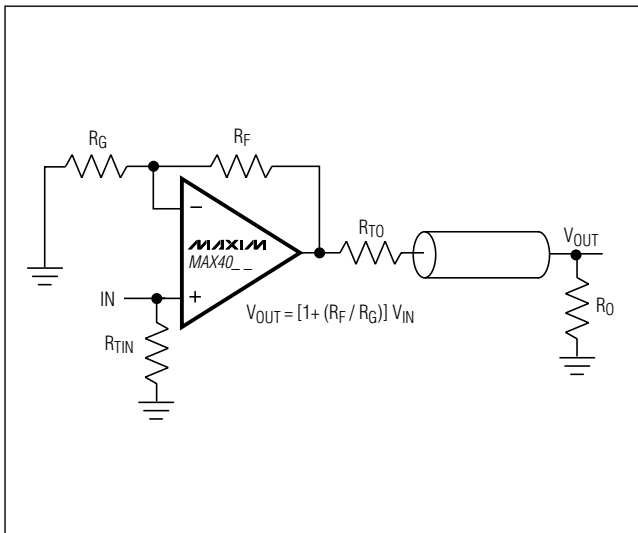 RG
RF
−
MAXIM
MAX40_ _
RTO
VOUT
IN
+
VOUT = [1+ (RF / RG)] VIN
RO
RTIN